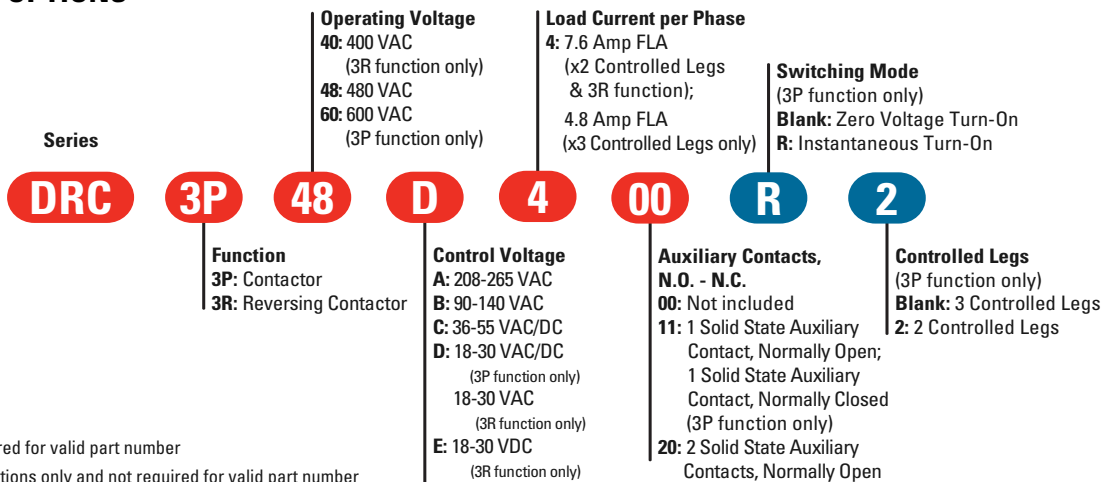 Operating Voltage
40: 400 VAC
(3R function only)
48: 480 VAC
60: 600 VAC
(3P function only)
Load Current per Phase
4: 7.6 Amp FLA
(x2 Controlled Legs
& 3R function);
4.8 Amp FLA
(x3 Controlled Legs only)
Switching Mode
(3P function only)
Blank: Zero Voltage Turn-On
R: Instantaneous Turn-On
Series
DRC 3P 48 D 4 00 R 2
Function
3P: Contactor
3R: Reversing Contactor
Control Voltage
A: 208-265 VAC
B: 90-140 VAC
C: 36-55 VAC/DC
D: 18-30 VAC/DC
(3P function only)
18-30 VAC
(3R function only)
E: 18-30 VDC
(3R function only)
Auxiliary Contacts,
N.O. - N.C.
00: Not included
11: 1 Solid State Auxiliary
Contact, Normally Open;
1 Solid State Auxiliary
Contact, Normally Closed
(3P function only)
20: 2 Solid State Auxiliary
Contacts, Normally Open
Controlled Legs
(3P function only)
Blank: 3 Controlled Legs
2: 2 Controlled Legs
red for valid part number
tions only and not required for valid part number